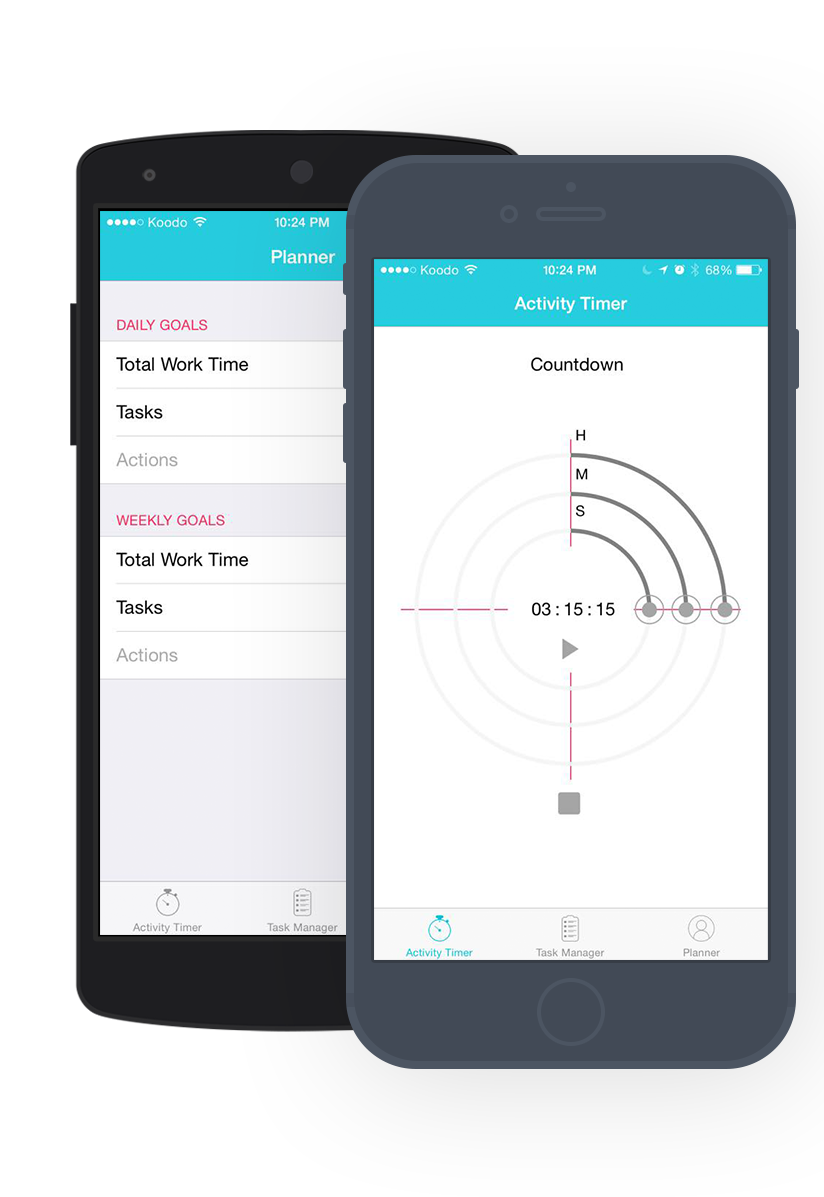 Koodo 10:24 PM
Planner
DAILY GOALS
Total Work Time
Tasks
Actions
WEEKLY GOALS
Total Work Time
Tasks
Actions
Activity Timer Task Manager
Koodo 10:24 PM 68%
Activity Timer
Countdown
H
M
S
03 : 15 : 15
Activity Timer Task Manager Planner